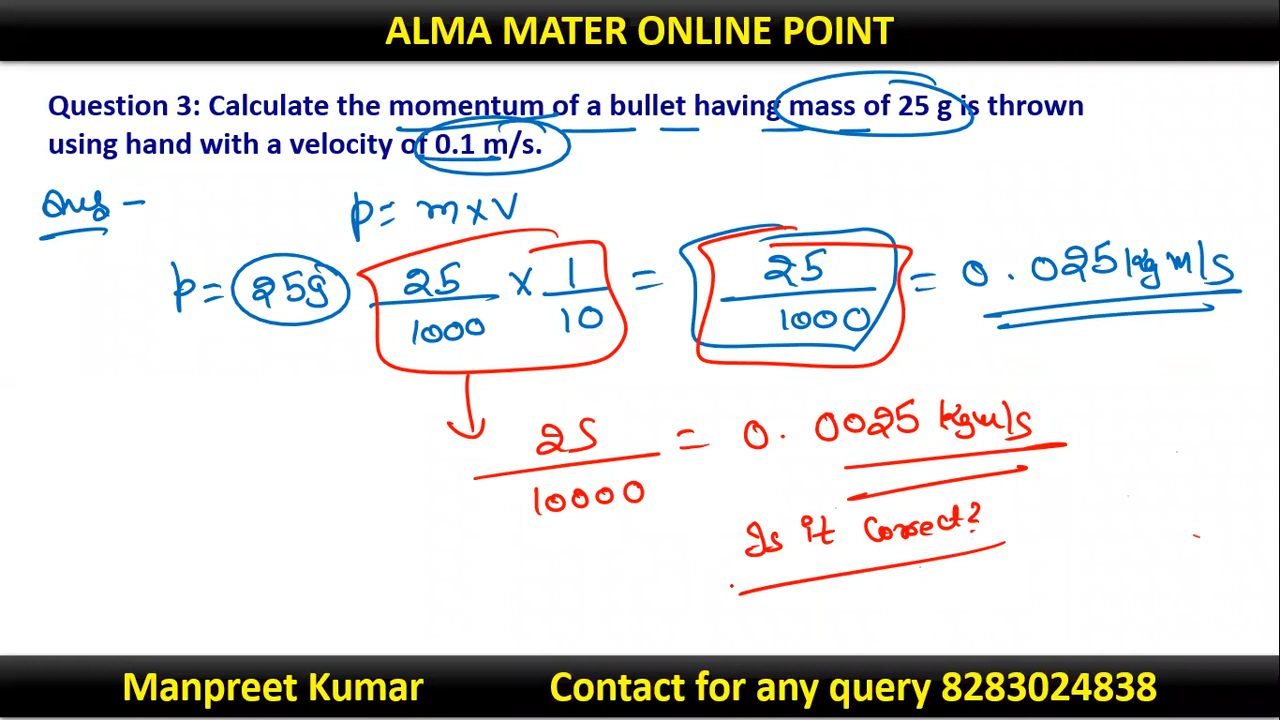 ALMA MATER ONLINE POINT
Question 3: Calculate the momentum of a bullet having mass of 25 g is thrown
using hand with a velocity of 0.1 m/s.
Ans -
p = m x v
p = 25g 25/1000 x 1/10 = 25/1000 = 0.025 kg m/s
25/10000 = 0.0025 kgm/s
Is it correct?
Manpreet Kumar Contact for any query 8283024838